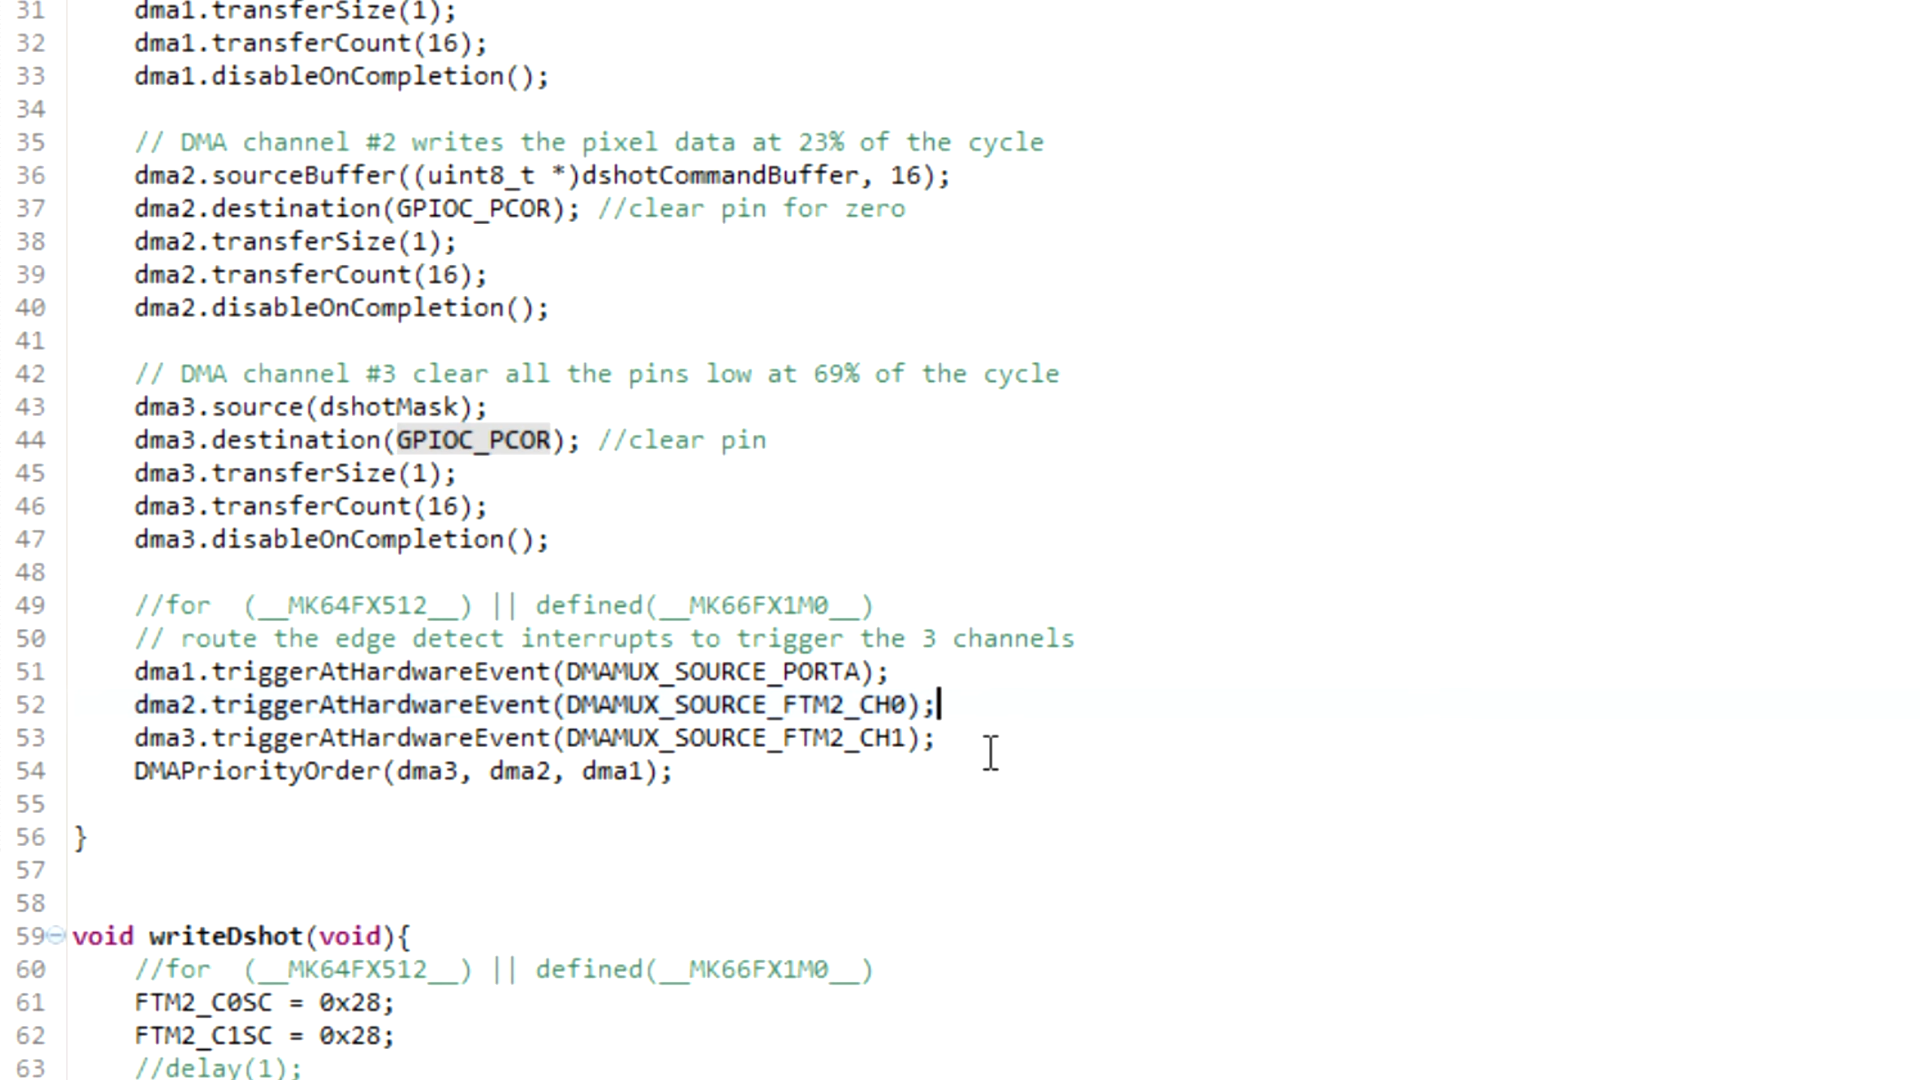 31 dma1.transferSize(1);
32 dma1.transferCount(16);
33 dma1.disableOnCompletion();
34
35 // DMA channel #2 writes the pixel data at 23% of the cycle
36 dma2.sourceBuffer((uint8_t *)dshotCommandBuffer, 16);
37 dma2.destination(GPIOC_PCOR); //clear pin for zero
38 dma2.transferSize(1);
39 dma2.transferCount(16);
40 dma2.disableOnCompletion();
41
42 // DMA channel #3 clear all the pins low at 69% of the cycle
43 dma3.source(dshotMask);
44 dma3.destination(GPIOC_PCOR); //clear pin
45 dma3.transferSize(1);
46 dma3.transferCount(16);
47 dma3.disableOnCompletion();
48
49 //for  (__MK64FX512__) || defined(__MK66FX1M0__)
50 // route the edge detect interrupts to trigger the 3 channels
51 dma1.triggerAtHardwareEvent(DMAMUX_SOURCE_PORTA);
52 dma2.triggerAtHardwareEvent(DMAMUX_SOURCE_FTM2_CH0);
53 dma3.triggerAtHardwareEvent(DMAMUX_SOURCE_FTM2_CH1);
54 DMAPriorityOrder(dma3, dma2, dma1);
55
56 }
57
58
59 void writeDshot(void){
60 //for  (__MK64FX512__) || defined(__MK66FX1M0__)
61 FTM2_C0SC = 0x28;
62 FTM2_C1SC = 0x28;
63 //delay(1);